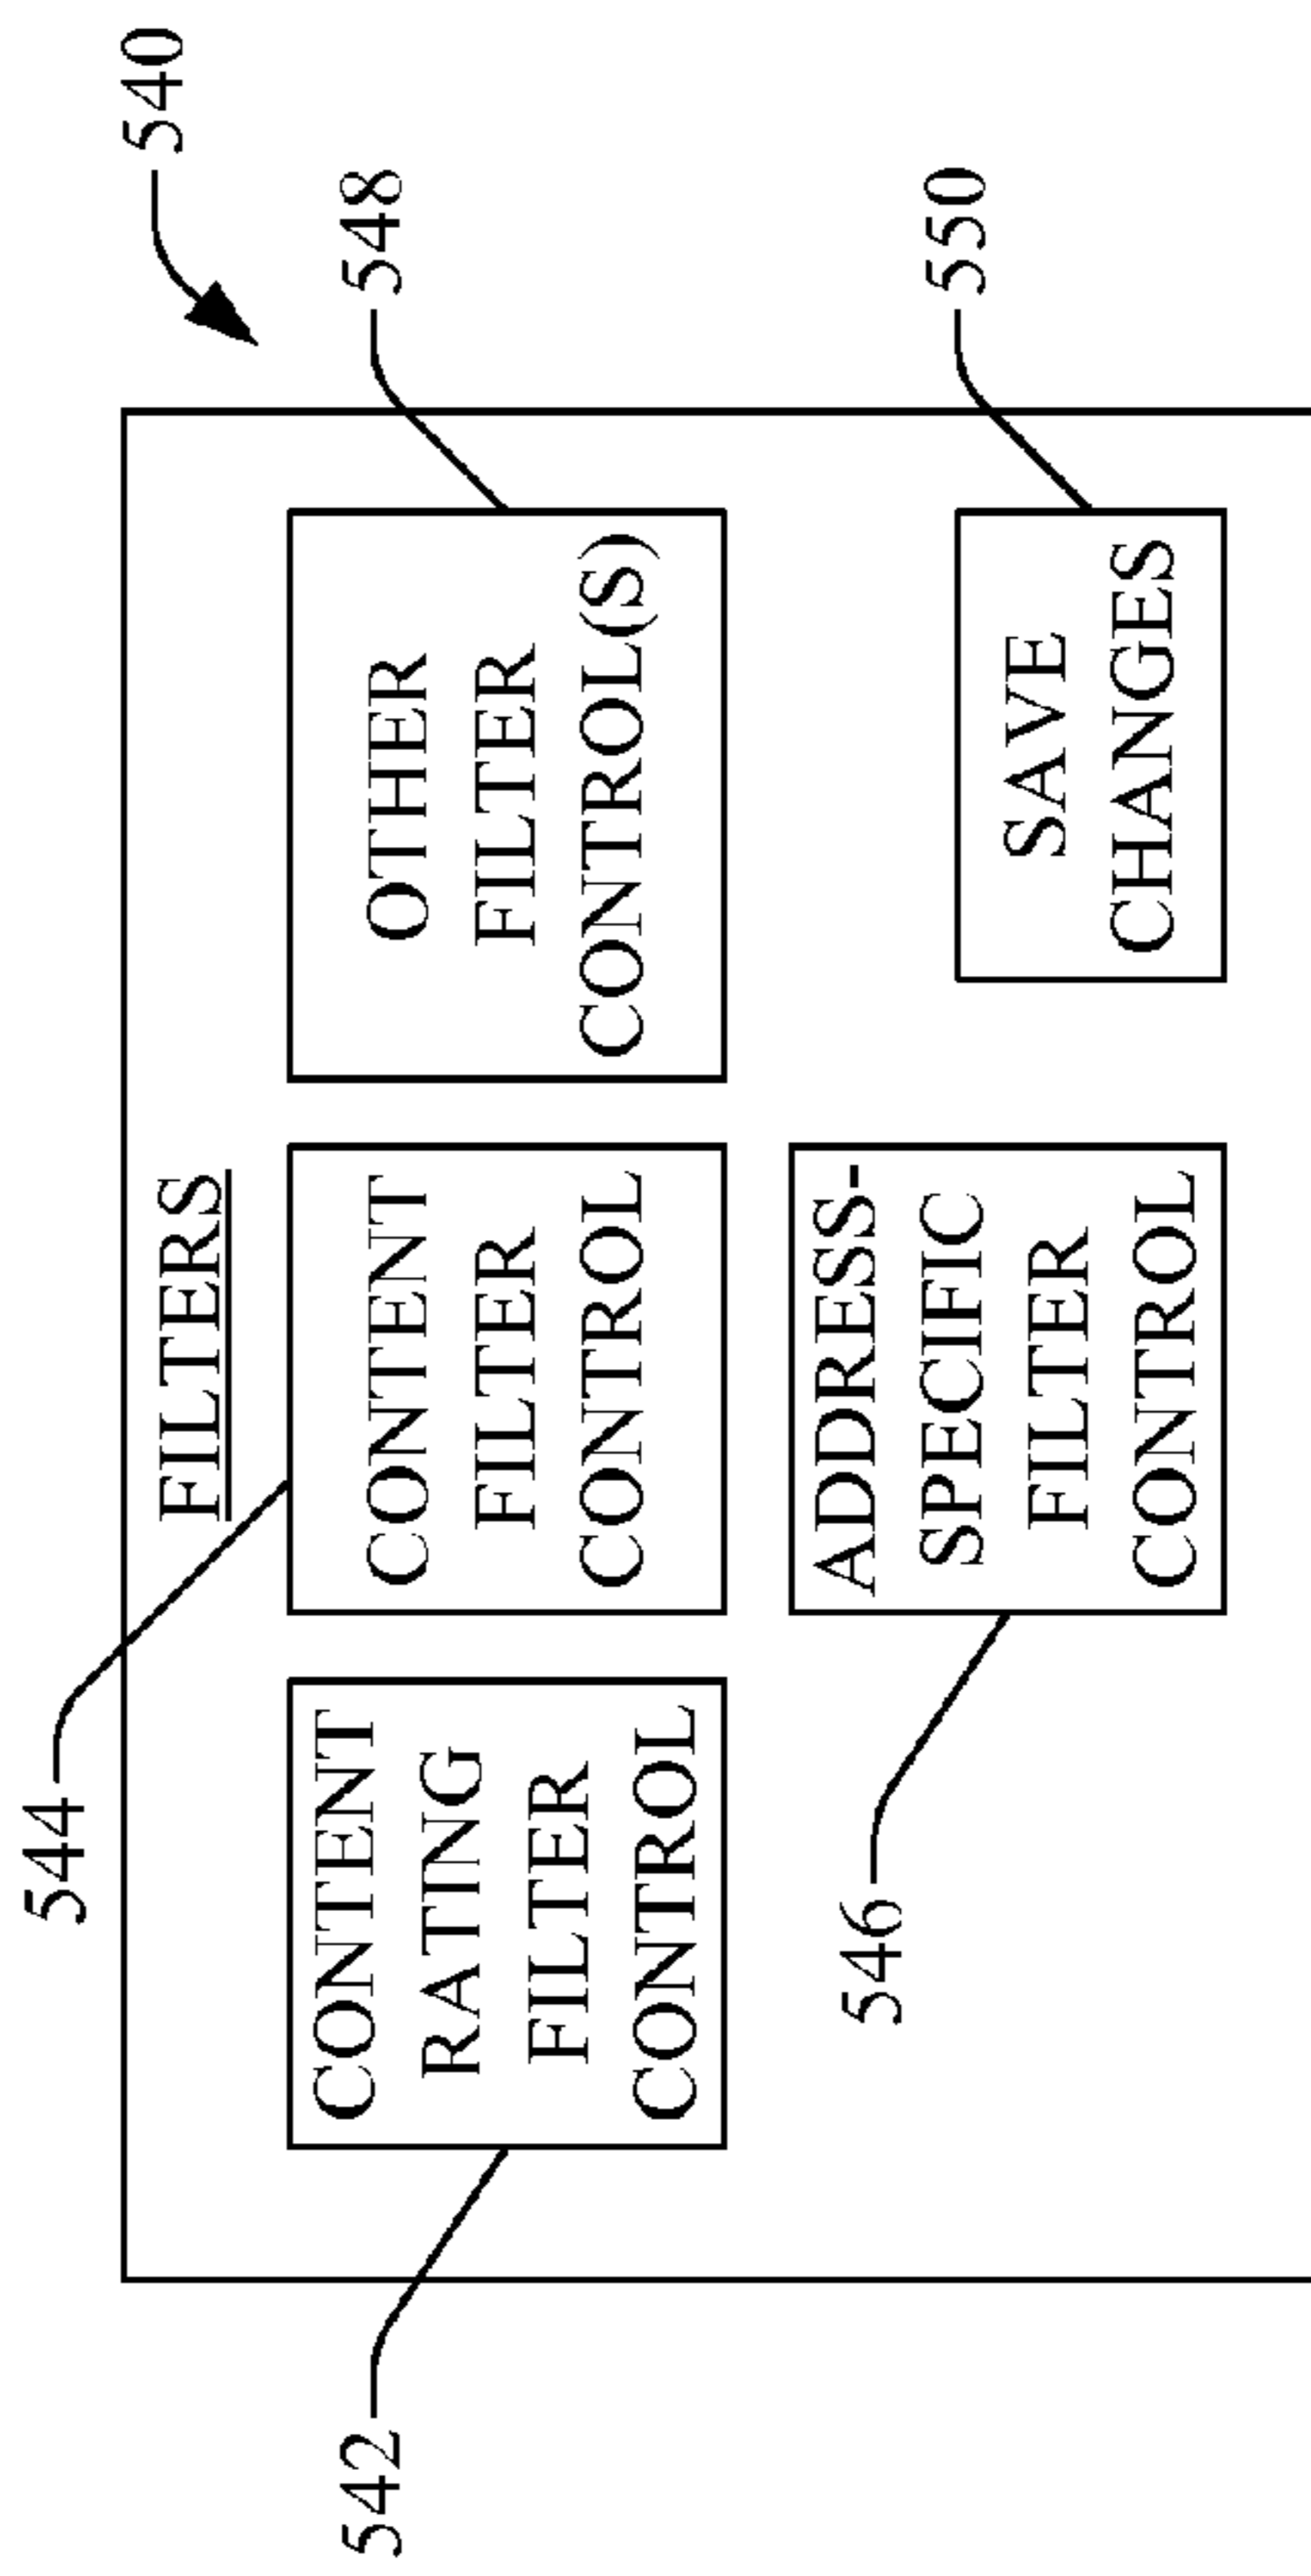 540
FILTERS
544
542
CONTENT
RATING
FILTER
CONTROL
CONTENT
FILTER
CONTROL
OTHER
FILTER
CONTROL(S)
548
546
ADDRESS-
SPECIFIC
FILTER
CONTROL
SAVE
CHANGES
550